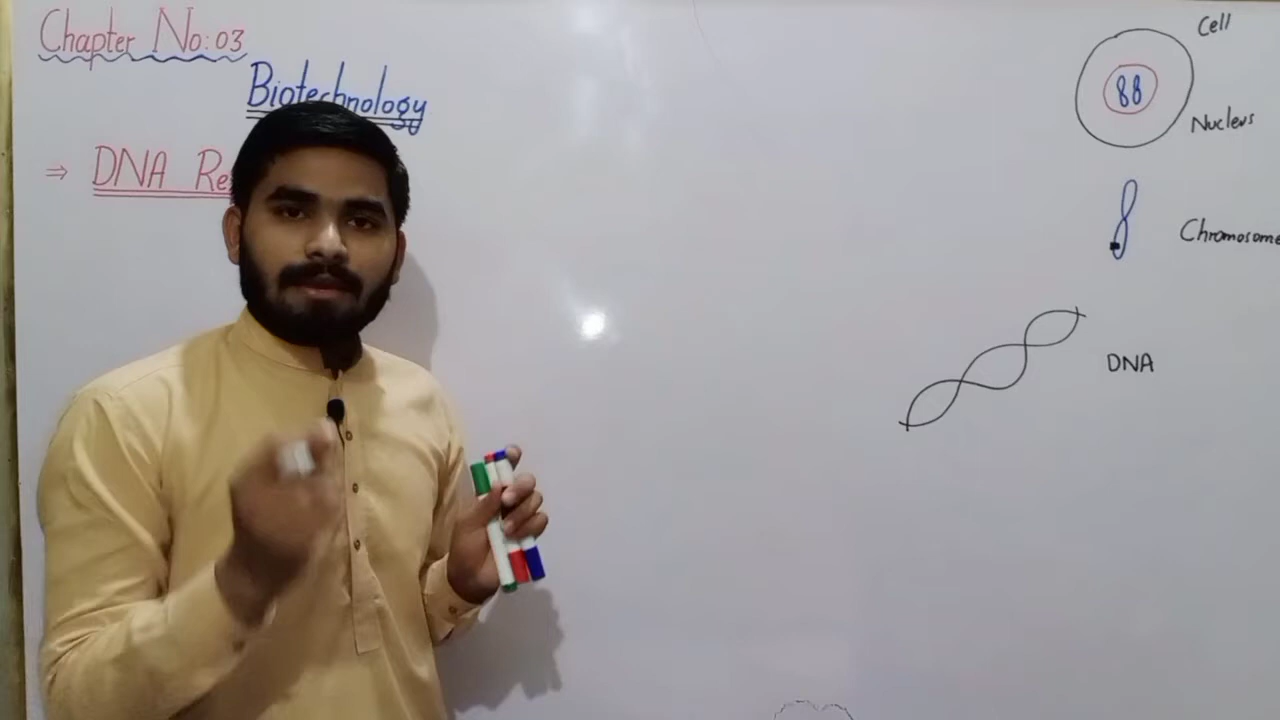 Chapter No:03
Biotechnology
⇒ DNA Re
Cell
88
Nucleus
Chromosome
DNA